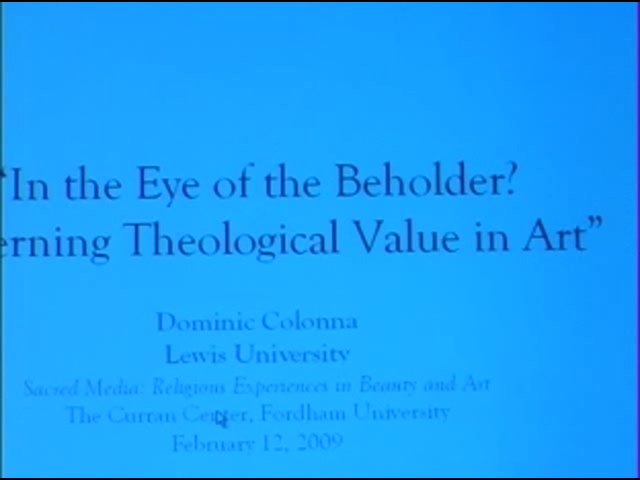 “In the Eye of the Beholder?
erning Theological Value in Art”
Dominic Colonna
Lewis University
Sacred Media: Religious Experiences in Beauty and Art
The Curran Center, Fordham University
February 12, 2009